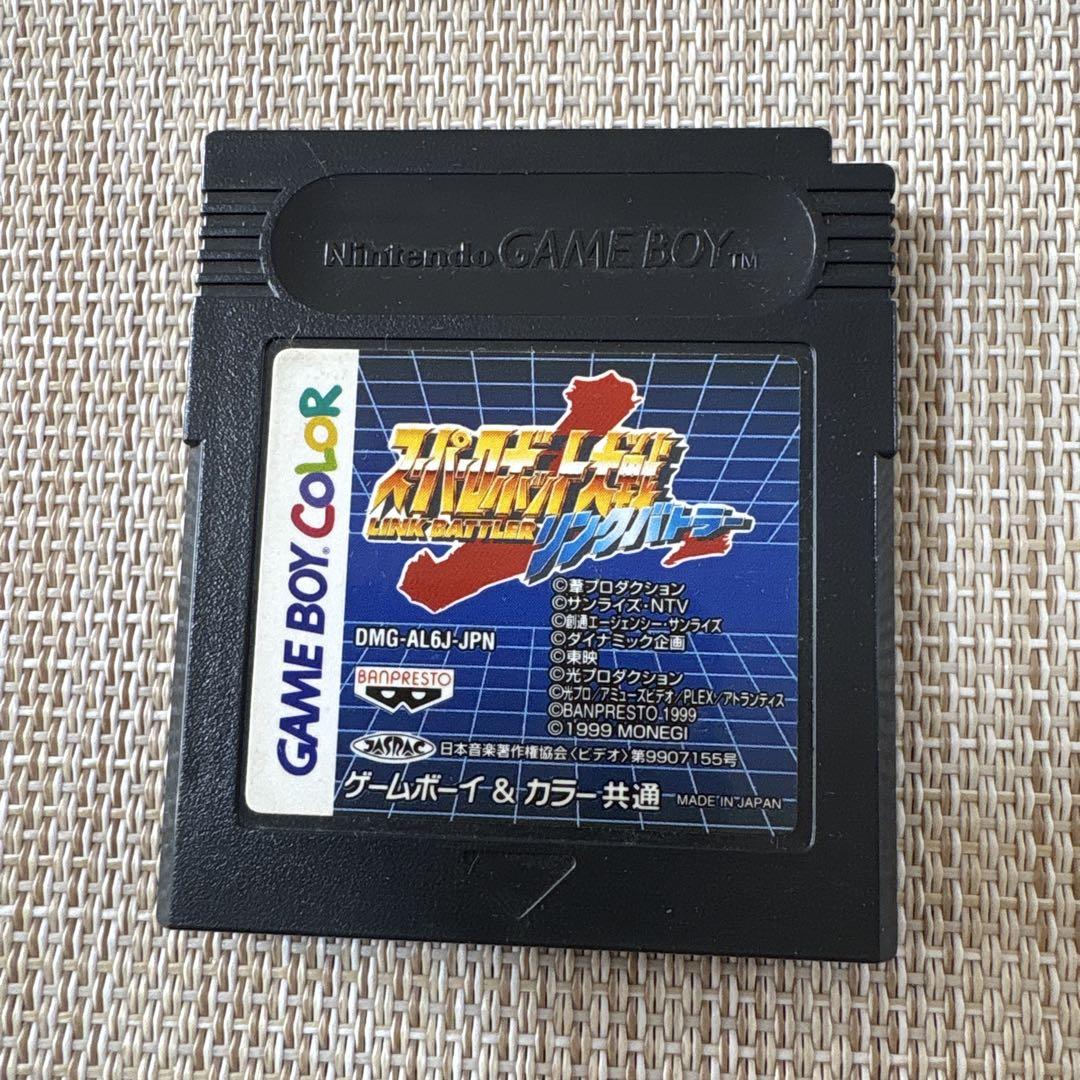 Nintendo GAME BOY™
GAME BOY® COLOR
スーパーロボット大戦
LINK BATTLER
リンクバトラー
©葦プロダクション
©サンライズ・NTV
©創通エージェンシー・サンライズ
©ダイナミック企画
©東映
©光プロダクション
©光プロ/アミューズビデオ/PLEX/アトランティス
©BANPRESTO 1999
©1999 MONEGI
DMG-AL6J-JPN
BANPRESTO
JASRAC
日本音楽著作権協会〈ビデオ〉第9907155号
ゲームボーイ & カラー共通
MADE IN JAPAN